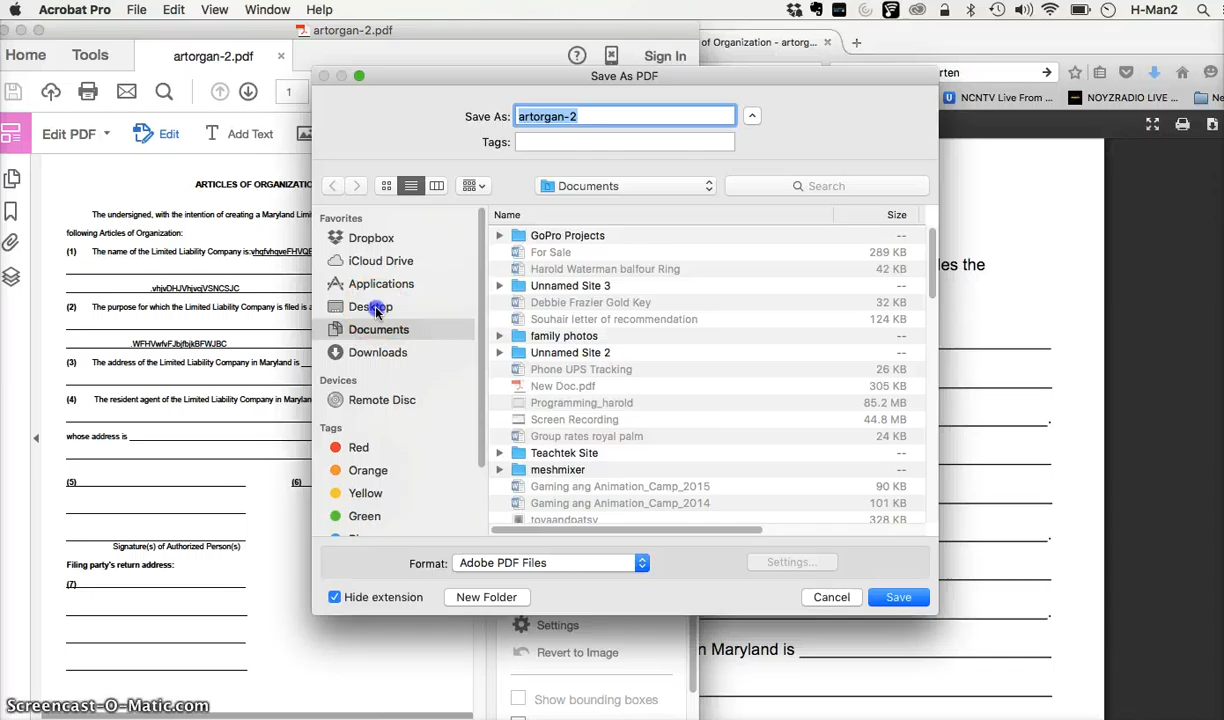 Acrobat Pro File Edit View Window Help H-Man2
artorgan-2.pdf
Home Tools artorgan-2.pdf × ? Sign In
of Organization - artorg... × +
1
rten
NCNTV Live From ... NOYZRADIO LIVE ... Ne
Edit PDF Edit T Add Text
Save As PDF
Save As: artorgan-2
Tags:
Documents Search
Favorites
Dropbox
iCloud Drive
Applications
Desktop
Documents
Downloads
Devices
Remote Disc
Tags
Red
Orange
Yellow
Green
Name Size
GoPro Projects --
For Sale 289 KB
Harold Waterman balfour Ring 42 KB
Unnamed Site 3 --
Debbie Frazier Gold Key 32 KB
Souhair letter of recommendation 124 KB
family photos --
Unnamed Site 2 --
Phone UPS Tracking 26 KB
New Doc.pdf 305 KB
Programming_harold 85.2 MB
Screen Recording 44.8 MB
Group rates royal palm 24 KB
Teachtek Site --
meshmixer --
Gaming ang Animation_Camp_2015 90 KB
Gaming ang Animation_Camp_2014 101 KB
tovaandpatsy 328 KB
Format: Adobe PDF Files Settings...
Hide extension New Folder Cancel Save
ARTICLES OF ORGANIZATIO
The undersigned, with the intention of creating a Maryland Limi
following Articles of Organization:
(1) The name of the Limited Liability Company is:
(2) The purpose for which the Limited Liability Company is filed is a
(3) The address of the Limited Liability Company in Maryland is
(4) The resident agent of the Limited Liability Company in Marylan
whose address is
(5) (6)
Signature(s) of Authorized Person(s)
Filing party's return address:
(7)
Settings
Revert to Image
Show bounding boxes
les the
n Maryland is
Screencast-O-Matic.com